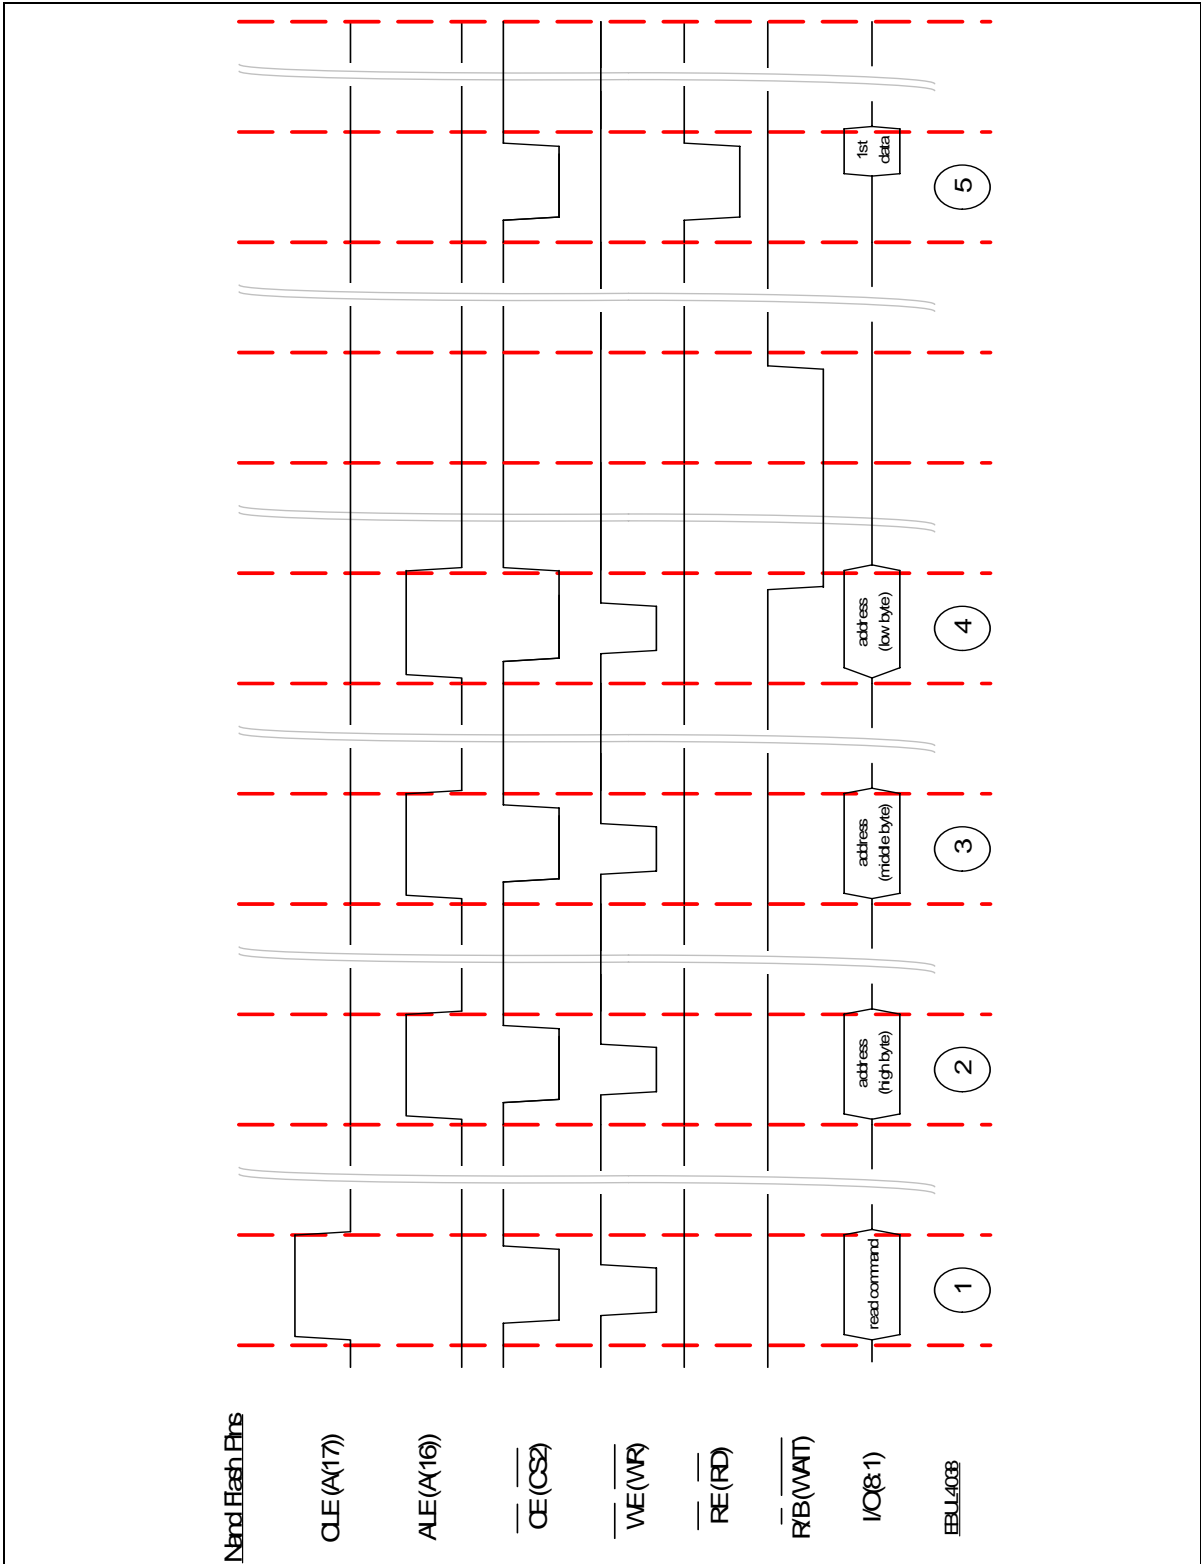 Nand Flash Pins
CLE (A(17))
ALE (A(16))
CE (CS2)
WE (WR)
RE (RD)
R/B (WAIT)
I/O(8:1)
read command
address
(high byte)
address
(middle byte)
address
(low byte)
1st
data
1
2
3
4
5
EBUL4038